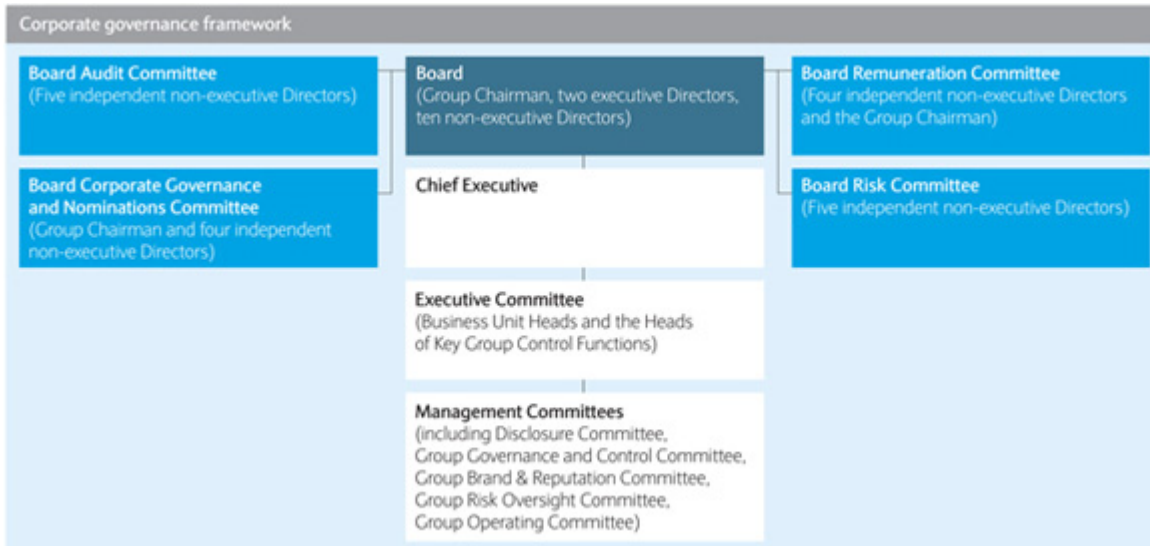 Corporate governance framework
Board Audit Committee
(Five independent non-executive Directors)
Board Corporate Governance
and Nominations Committee
(Group Chairman and four independent
non-executive Directors)
Board
(Group Chairman, two executive Directors,
ten non-executive Directors)
Chief Executive
Executive Committee
(Business Unit Heads and the Heads
of Key Group Control Functions)
Management Committees
(including Disclosure Committee,
Group Governance and Control Committee,
Group Brand & Reputation Committee,
Group Risk Oversight Committee,
Group Operating Committee)
Board Remuneration Committee
(Four independent non-executive Directors
and the Group Chairman)
Board Risk Committee
(Five independent non-executive Directors)